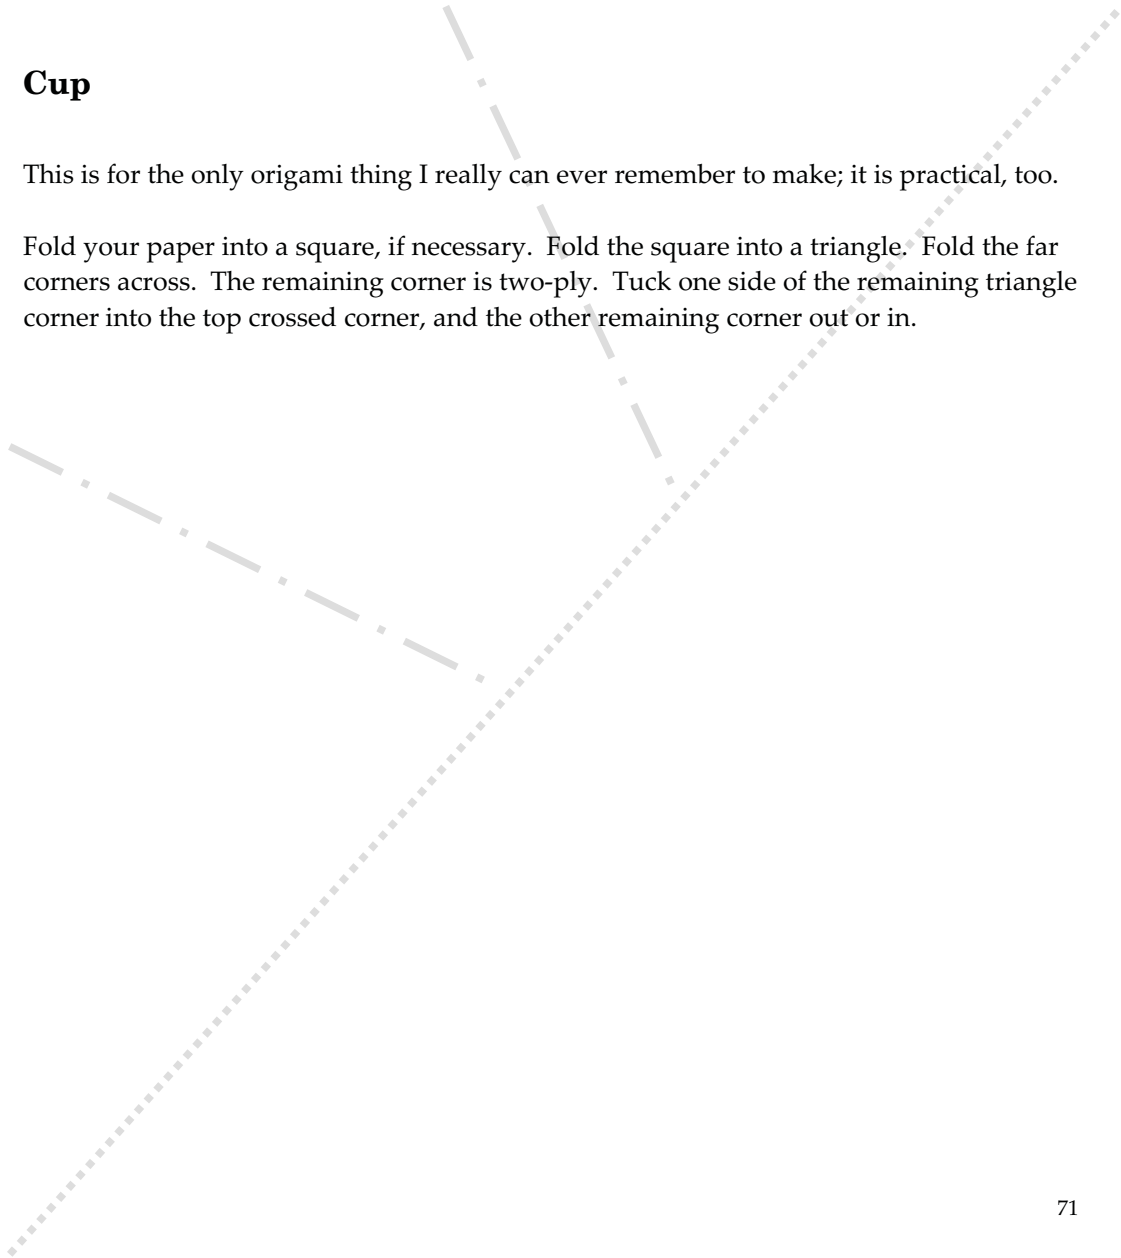 Cup
This is for the only origami thing I really can ever remember to make; it is practical, too.
Fold your paper into a square, if necessary.  Fold the square into a triangle.  Fold the far
corners across.  The remaining corner is two-ply.  Tuck one side of the remaining triangle
corner into the top crossed corner, and the other remaining corner out or in.
71